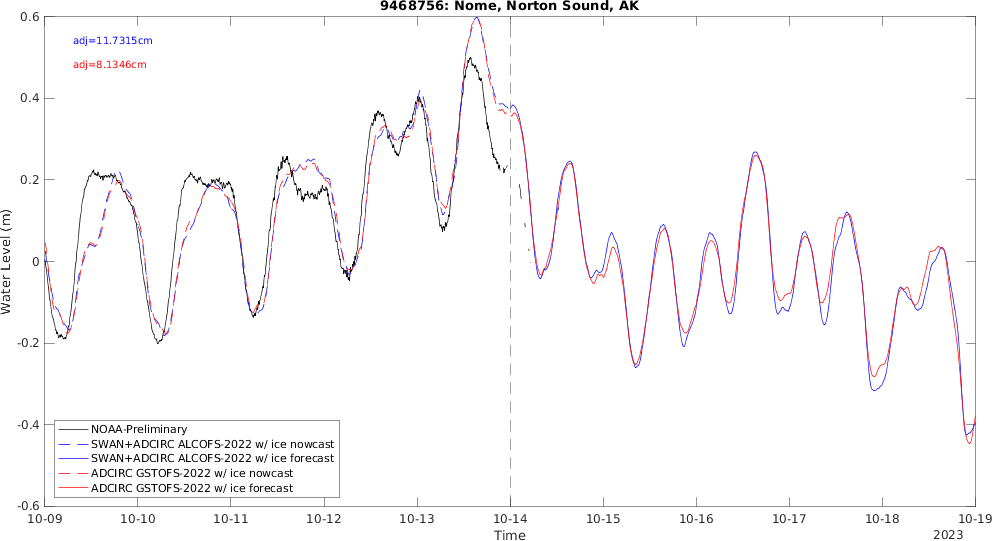 9468756: Nome, Norton Sound, AK
adj=11.7315cm
adj=8.1346cm
Water Level (m)
0.6
0.4
0.2
0
-0.2
-0.4
-0.6
NOAA-Preliminary
SWAN+ADCIRC ALCOFS-2022 w/ ice nowcast
SWAN+ADCIRC ALCOFS-2022 w/ ice forecast
ADCIRC GSTOFS-2022 w/ ice nowcast
ADCIRC GSTOFS-2022 w/ ice forecast
10-09 10-10 10-11 10-12 10-13 10-14 10-15 10-16 10-17 10-18 10-19
Time
2023